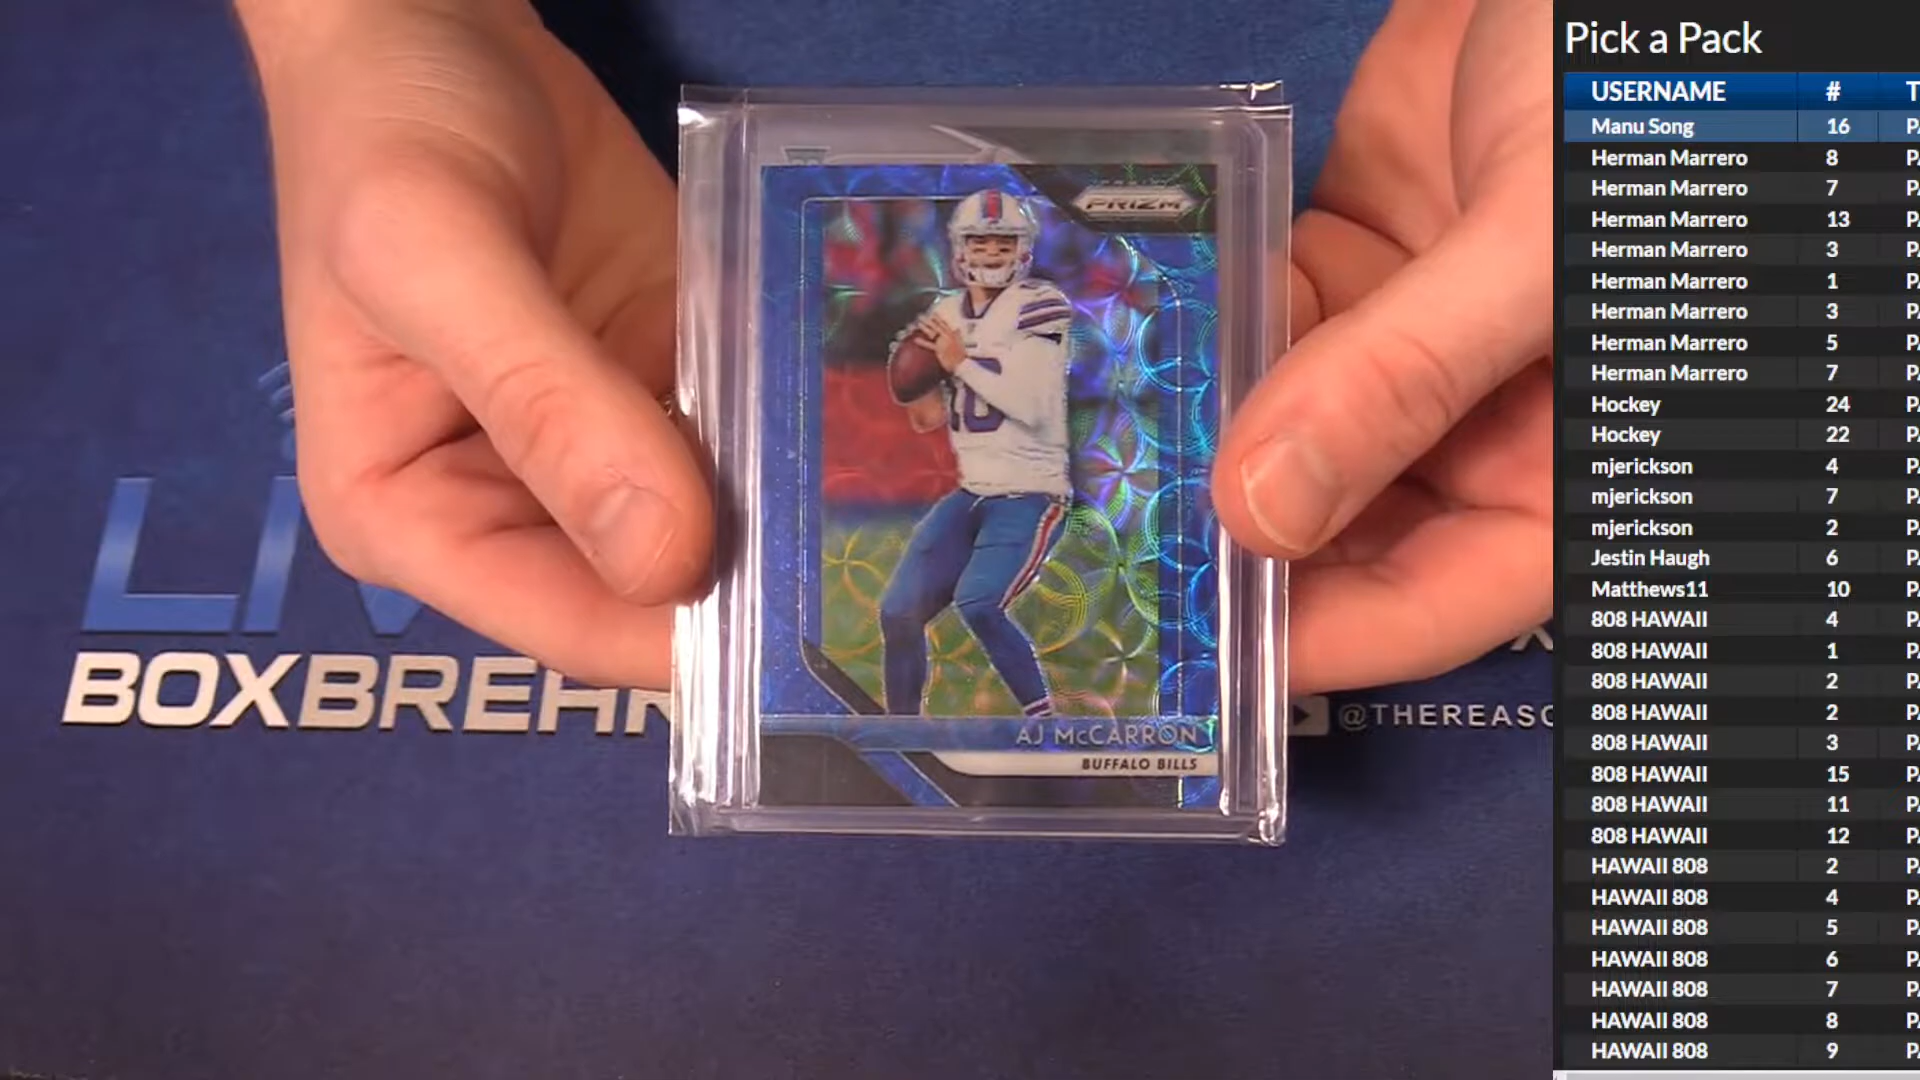 PRIZM
10
AJ McCARRON
BUFFALO BILLS
BOXBREA
@THEREASO
Pick a Pack
USERNAME #
Manu Song 16
Herman Marrero 8
Herman Marrero 7
Herman Marrero 13
Herman Marrero 3
Herman Marrero 1
Herman Marrero 3
Herman Marrero 5
Herman Marrero 7
Hockey 24
Hockey 22
mjerickson 4
mjerickson 7
mjerickson 2
Jestin Haugh 6
Matthews11 10
808 HAWAII 4
808 HAWAII 1
808 HAWAII 2
808 HAWAII 2
808 HAWAII 3
808 HAWAII 15
808 HAWAII 11
808 HAWAII 12
HAWAII 808 2
HAWAII 808 4
HAWAII 808 5
HAWAII 808 6
HAWAII 808 7
HAWAII 808 8
HAWAII 808 9